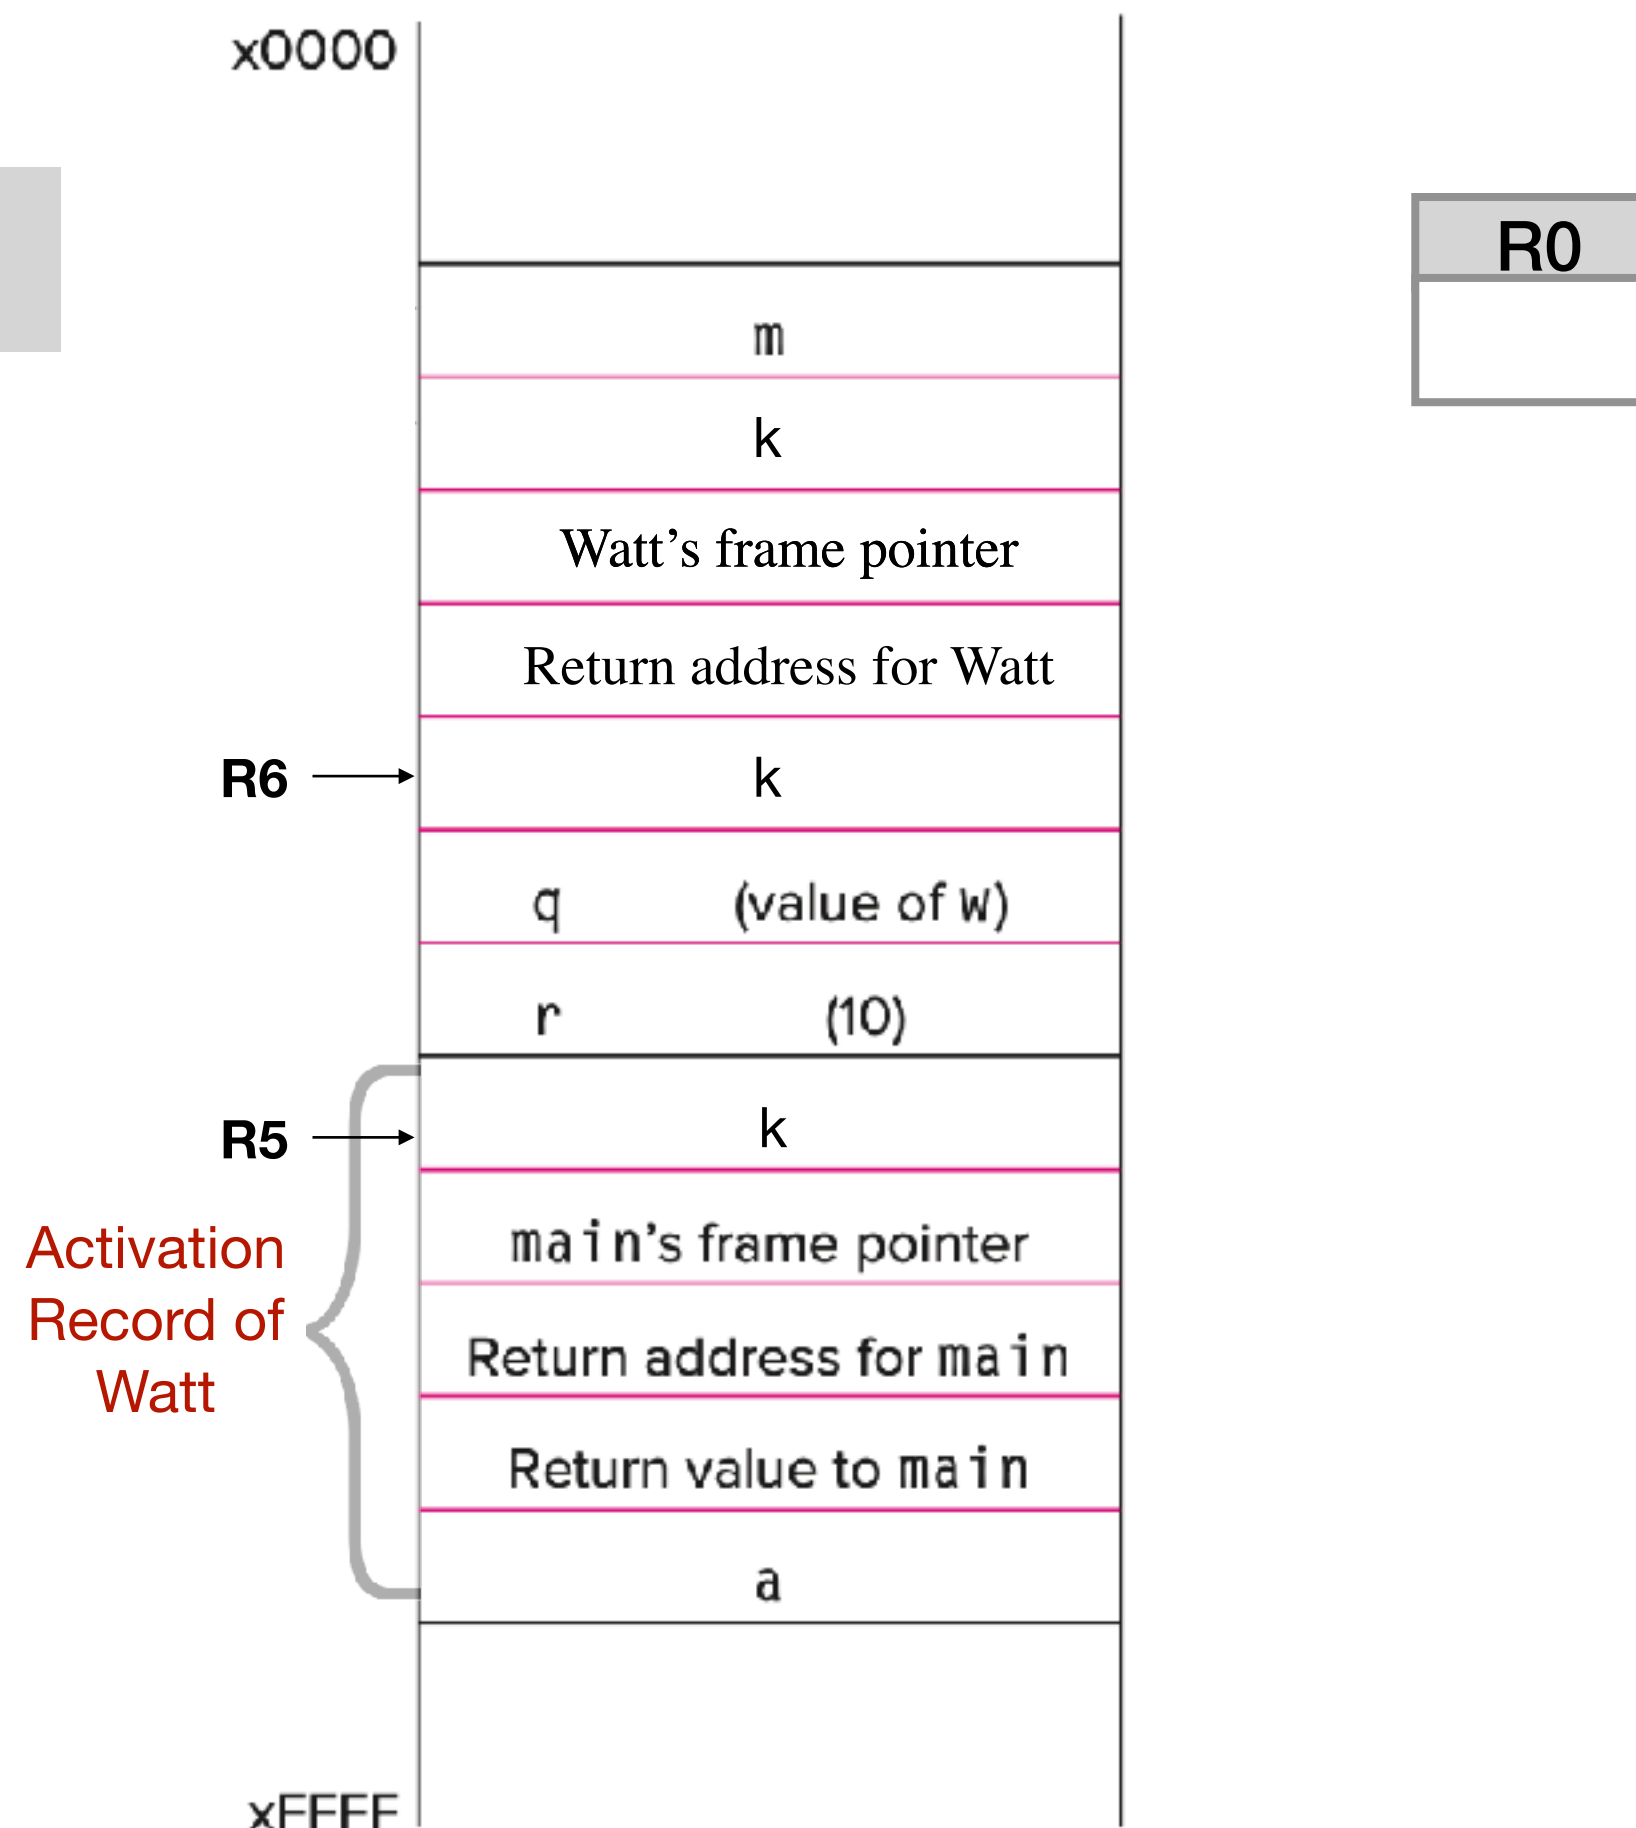 x0000
R0
m
k
Watt’s frame pointer
Return address for Watt
R6 k
q (value of w)
r (10)
R5 k
Activation
Record of
Watt
main’s frame pointer
Return address for main
Return value to main
a
xFFFF